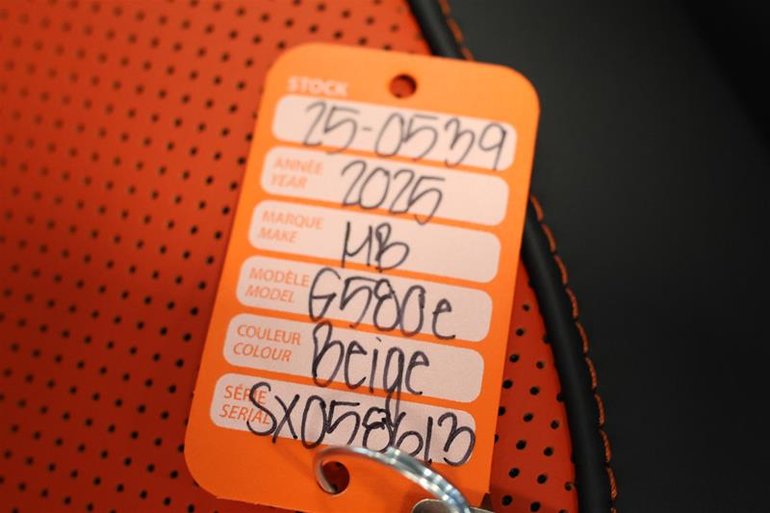 STOCK
25-0539
ANNÉE
YEAR
2025
MARQUE
MAKE
MB
MODÈLE
MODEL
G580e
COULEUR
COLOUR
Beige
SÉRIE
SERIAL
SX058613